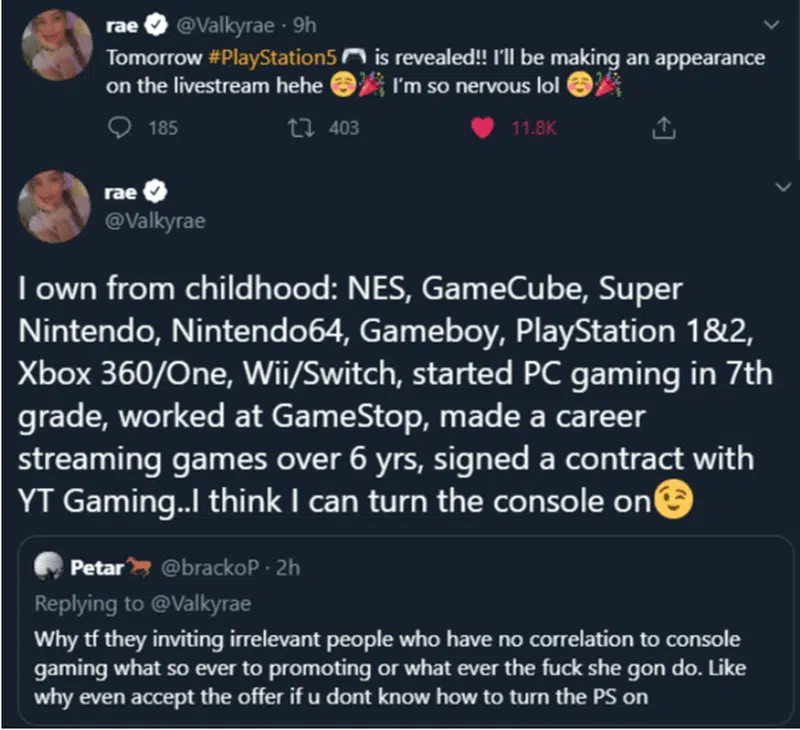 rae @Valkyrae · 9h
Tomorrow #PlayStation5 🎮 is revealed!! I'll be making an appearance
on the livestream hehe ☺️🎉 I'm so nervous lol ☺️🎉
185 403 11.8K
rae
@Valkyrae
I own from childhood: NES, GameCube, Super
Nintendo, Nintendo64, Gameboy, PlayStation 1&2,
Xbox 360/One, Wii/Switch, started PC gaming in 7th
grade, worked at GameStop, made a career
streaming games over 6 yrs, signed a contract with
YT Gaming..I think I can turn the console on😉
Petar🐎 @brackoP · 2h
Replying to @Valkyrae
Why tf they inviting irrelevant people who have no correlation to console
gaming what so ever to promoting or what ever the fuck she gon do. Like
why even accept the offer if u dont know how to turn the PS on